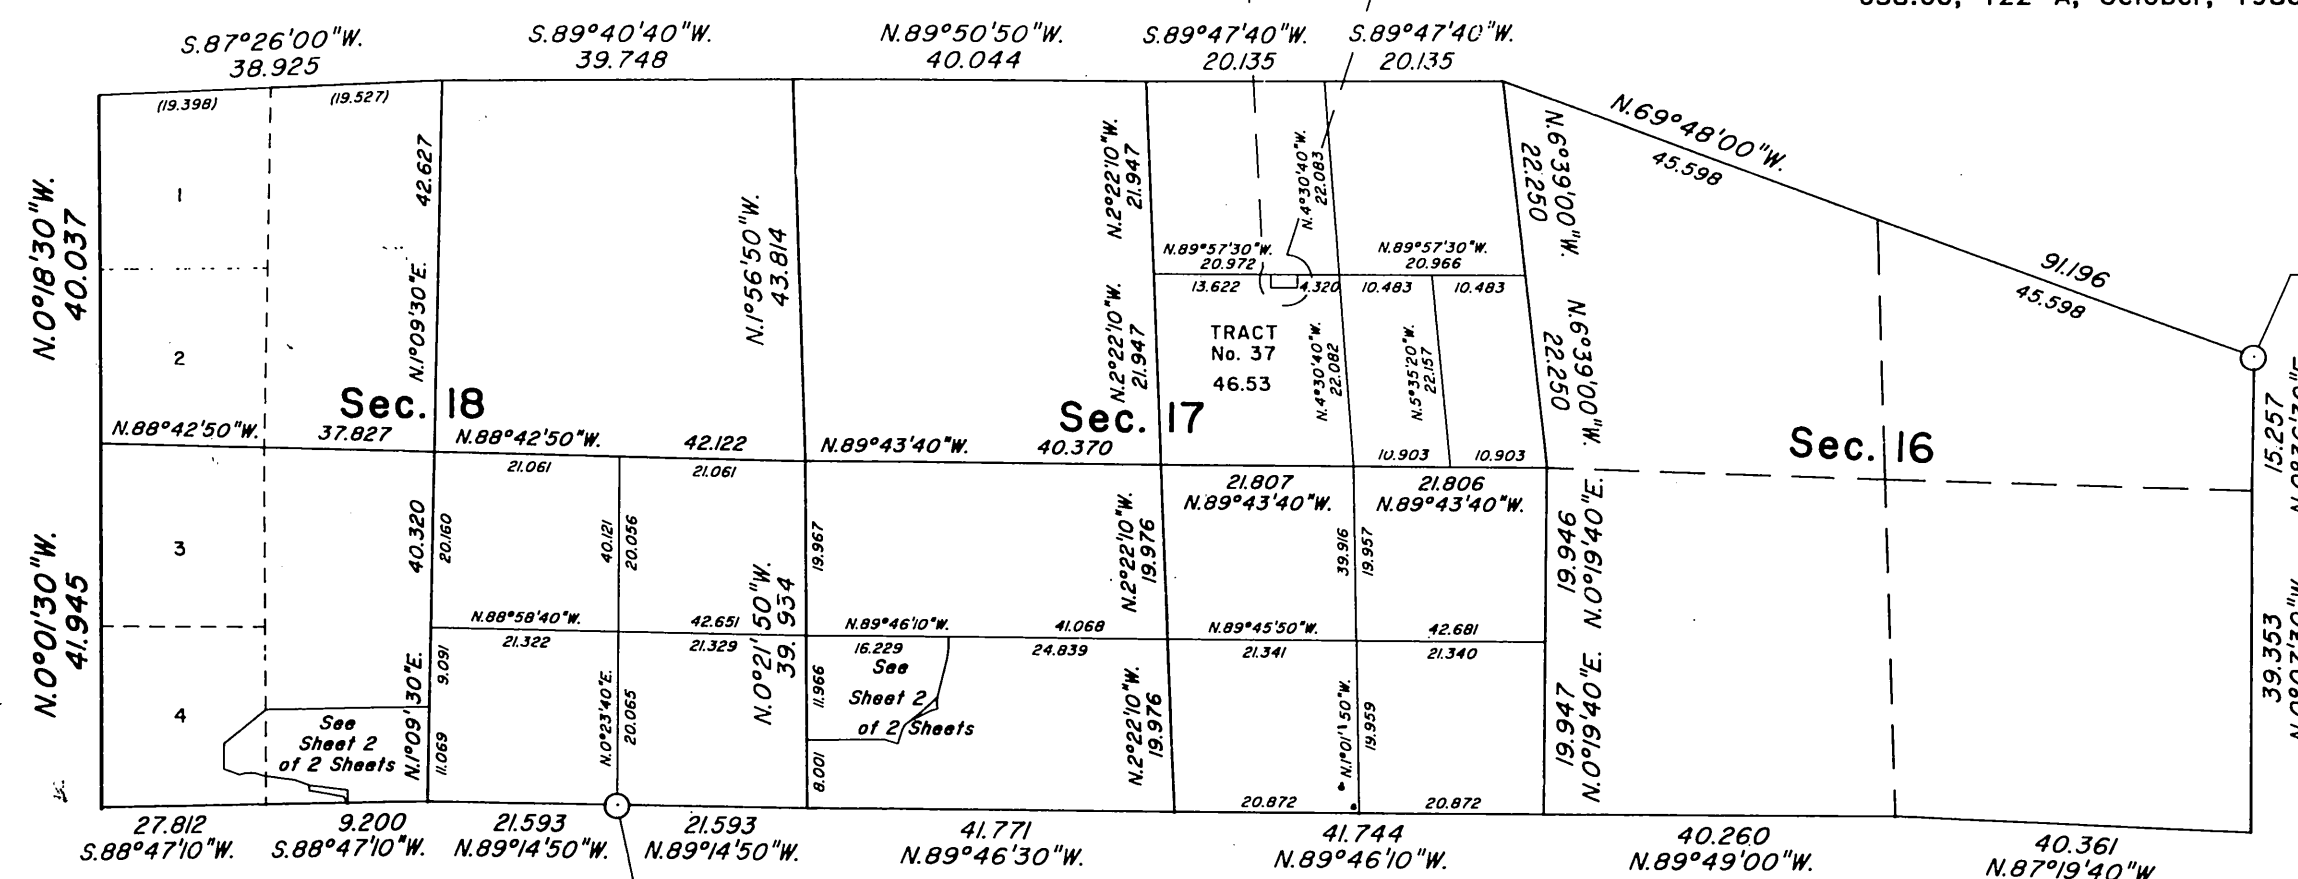 S.87°26'00"W.
38.925
S.89°40'40"W.
39.748
N.89°50'50"W.
40.044
S.89°47'40"W.
20.135
S.89°47'40"W.
20.135
(19.398)
(19.527)
N.69°48'00"W.
45.598
91.196
45.598
N.0°18'30"W.
40.037
1
2
42.627
N.1°09'30"E.
N.1°56'50"W.
43.814
N.2°22'10"W.
21.947
N.2°22'10"W.
21.947
N.4°30'40"W.
22.083
N.6°39'00"W.
22.250
N.6°39'00"W.
22.250
N.89°57'30"W.
20.972
N.89°57'30"W.
20.966
13.622
4.320
10.483
10.483
TRACT
No. 37
46.53
N.4°30'40"W.
22.082
N.5°35'20"W.
22.157
Sec. 18
Sec. 17
Sec. 16
N.88°42'50"W.
37.827
N.88°42'50"W.
42.122
N.89°43'40"W.
40.370
21.061
21.061
10.903
10.903
21.807
N.89°43'40"W.
21.806
N.89°43'40"W.
15.257
N.0°01'30"W.
41.945
3
4
40.320
20.160
40.121
20.056
19.967
N.2°22'10"W.
19.976
39.916
19.957
19.946
N.0°19'40"E.
N.88°58'40"W.
42.651
21.322
21.329
N.0°21'50"W.
39.934
N.89°46'10"W.
41.068
16.229
24.839
N.89°45'50"W.
42.681
21.341
21.340
N.1°09'30"E.
9.091
11.069
N.0°23'40"E.
20.065
11.966
8.001
See
Sheet 2
of 2 Sheets
See
Sheet 2
of 2 Sheets
N.2°22'10"W.
19.976
N.1°01'50"W.
19.959
19.947
N.0°19'40"E.
39.353
20.872
20.872
27.812
S.88°47'10"W.
9.200
S.88°47'10"W.
21.593
N.89°14'50"W.
21.593
N.89°14'50"W.
41.771
N.89°46'30"W.
41.744
N.89°46'10"W.
40.260
N.89°49'00"W.
40.361
N.87°19'40"W